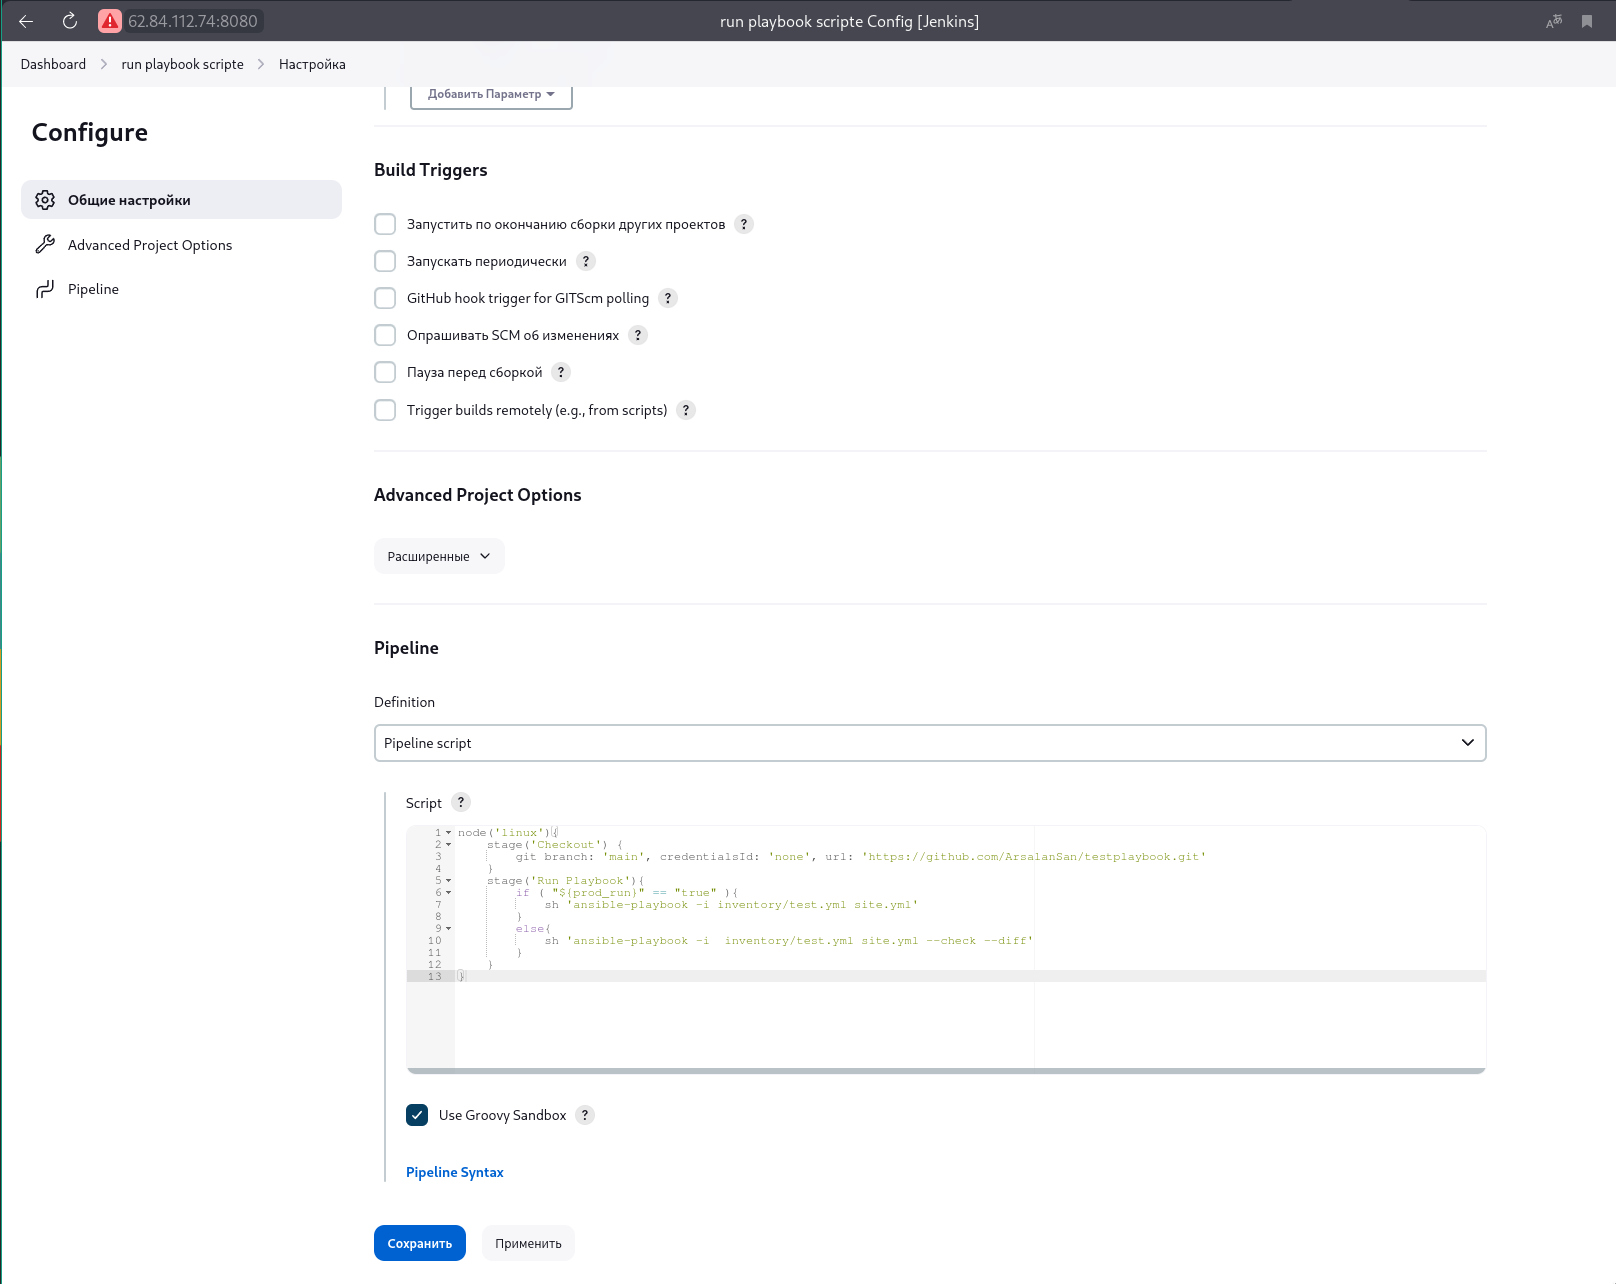 62.84.112.74:8080
run playbook scripte Config [Jenkins]
Dashboard
run playbook scripte
Настройка
Добавить Параметр
Configure
Общие настройки
Advanced Project Options
Pipeline
Build Triggers
Запустить по окончанию сборки других проектов ?
Запускать периодически ?
GitHub hook trigger for GITScm polling ?
Опрашивать SCM об изменениях ?
Пауза перед сборкой ?
Trigger builds remotely (e.g., from scripts) ?
Advanced Project Options
Расширенные
Pipeline
Definition
Pipeline script
Script ?
1 node('linux'){
2 stage('Checkout') {
3 git branch: 'main', credentialsId: 'none', url: 'https://github.com/ArsalanSan/testplaybook.git'
4 }
5 stage('Run Playbook'){
6 if ( "${prod_run}" == "true" ){
7 sh 'ansible-playbook -i inventory/test.yml site.yml'
8 }
9 else{
10 sh 'ansible-playbook -i  inventory/test.yml site.yml --check --diff'
11 }
12 }
13 }
Use Groovy Sandbox ?
Pipeline Syntax
Сохранить
Применить